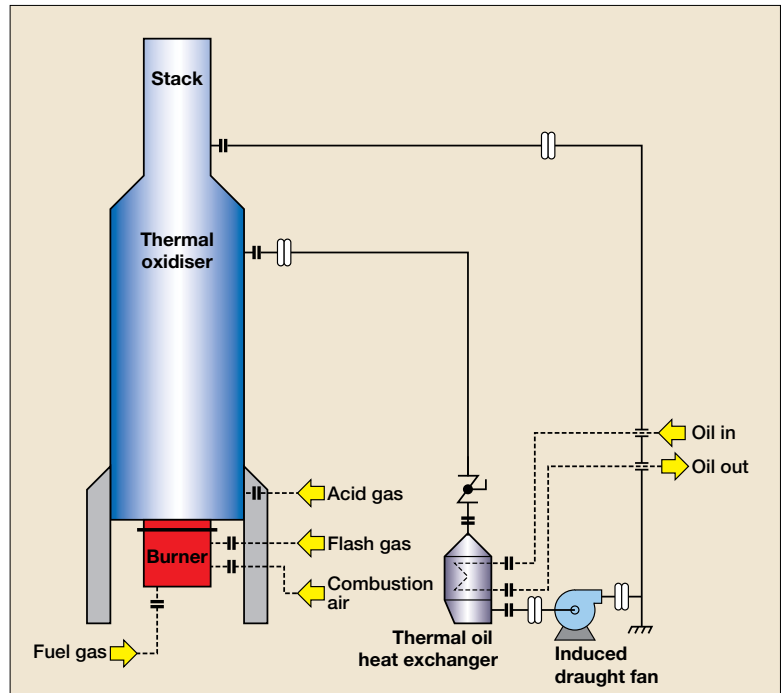 Stack
Thermal
oxidiser
Oil in
Oil out
Acid gas
Flash gas
Burner
Combustion
air
Fuel gas
Thermal oil
heat exchanger
Induced
draught fan